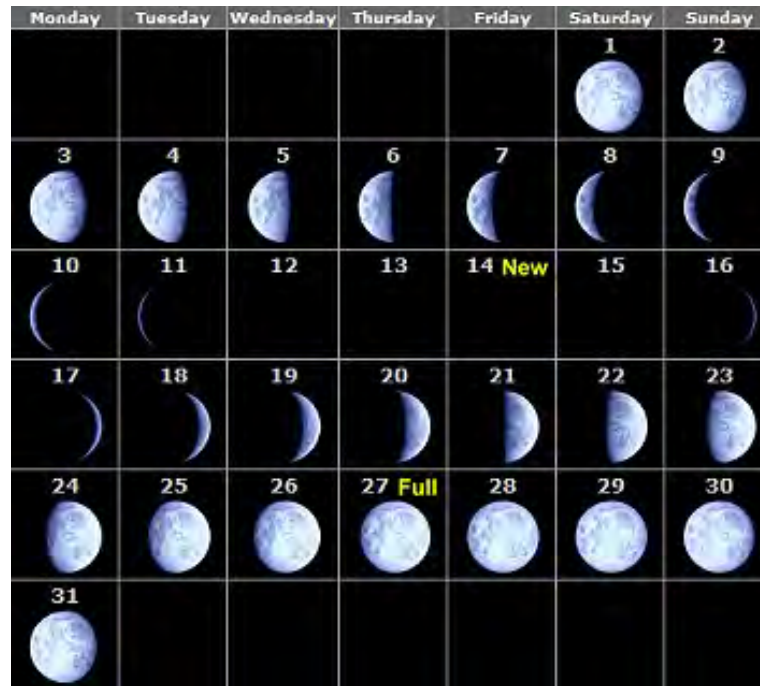 Monday Tuesday Wednesday Thursday Friday Saturday Sunday
1 2
3 4 5 6 7 8 9
10 11 12 13 14 New 15 16
17 18 19 20 21 22 23
24 25 26 27 Full 28 29 30
31